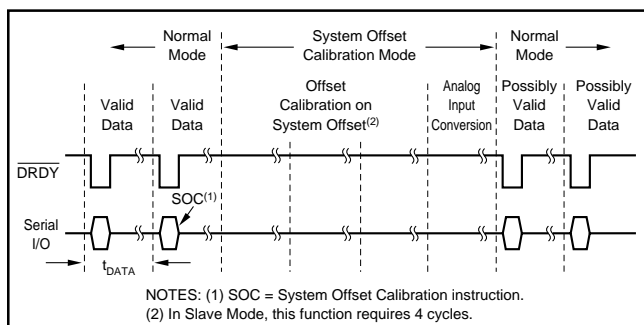 Normal
Mode
System Offset
Calibration Mode
Normal
Mode
Valid
Data
Valid
Data
Offset
Calibration on
System Offset(2)
Analog
Input
Conversion
Possibly
Valid
Data
Possibly
Valid
Data
DRDY
SOC(1)
Serial
I/O
tDATA
NOTES: (1) SOC = System Offset Calibration instruction.
(2) In Slave Mode, this function requires 4 cycles.